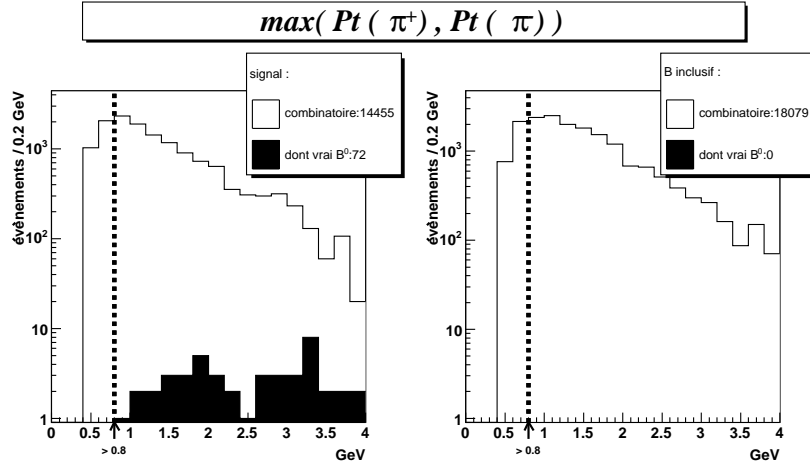 max( Pt ( π+) , Pt ( π ) )
évènements / 0.2 GeV
10³
10²
10
1
signal :
combinatoire:14455
dont vrai B⁰:72
0 0.5 1 1.5 2 2.5 3 3.5 4
> 0.8
GeV
évènements / 0.2 GeV
10³
10²
10
1
B inclusif :
combinatoire:18079
dont vrai B⁰:0
0 0.5 1 1.5 2 2.5 3 3.5 4
> 0.8
GeV